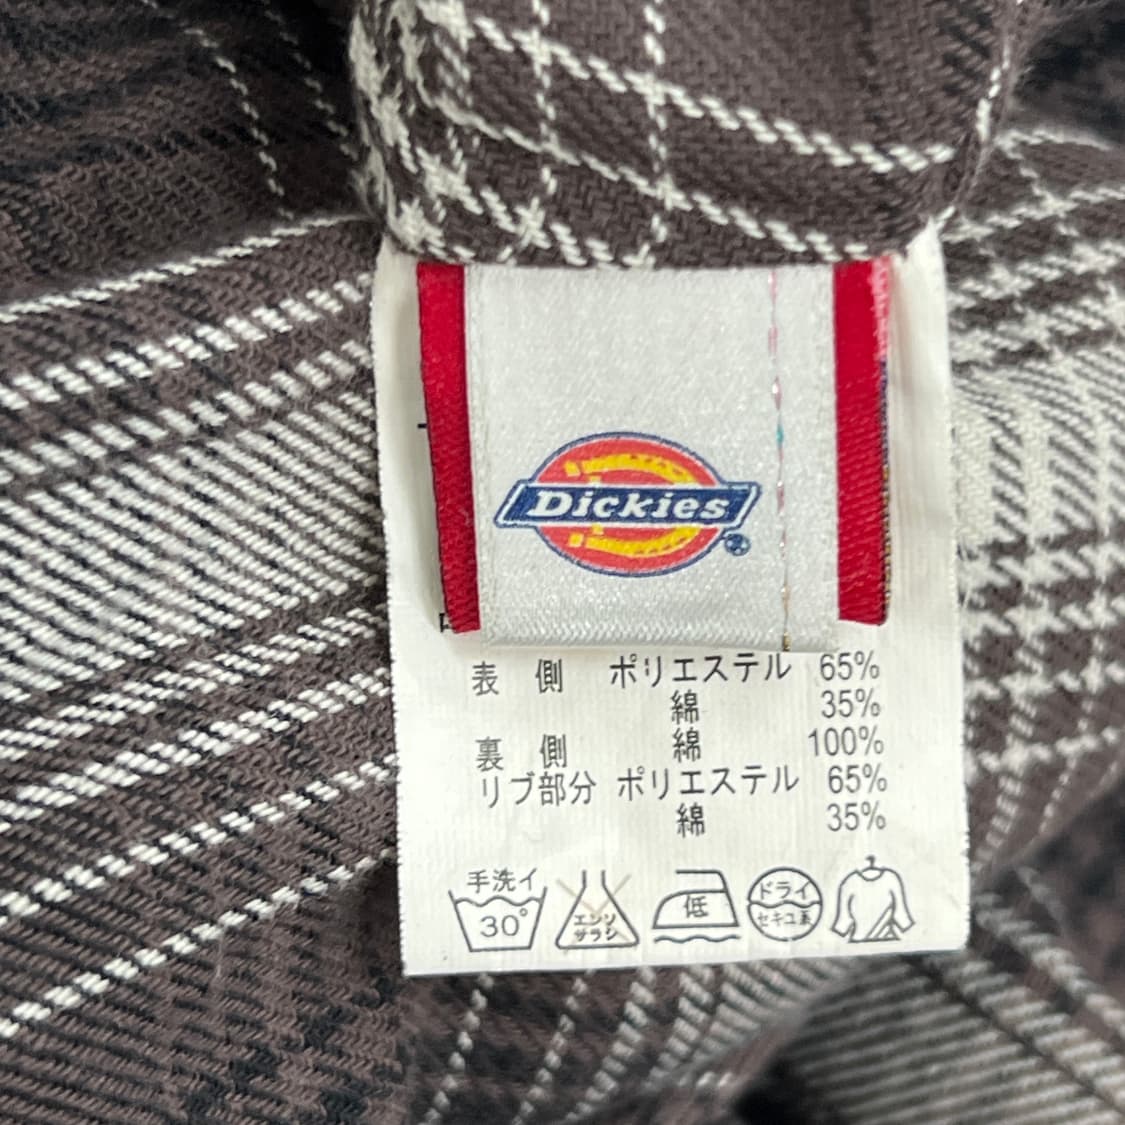 Dickies
®
表 側 ポリエステル 65%
綿 35%
裏 側 綿 100%
リブ部分 ポリエステル 65%
綿 35%
手洗イ
30°
エンソ
サラシ
低
ドライ
セキユ系